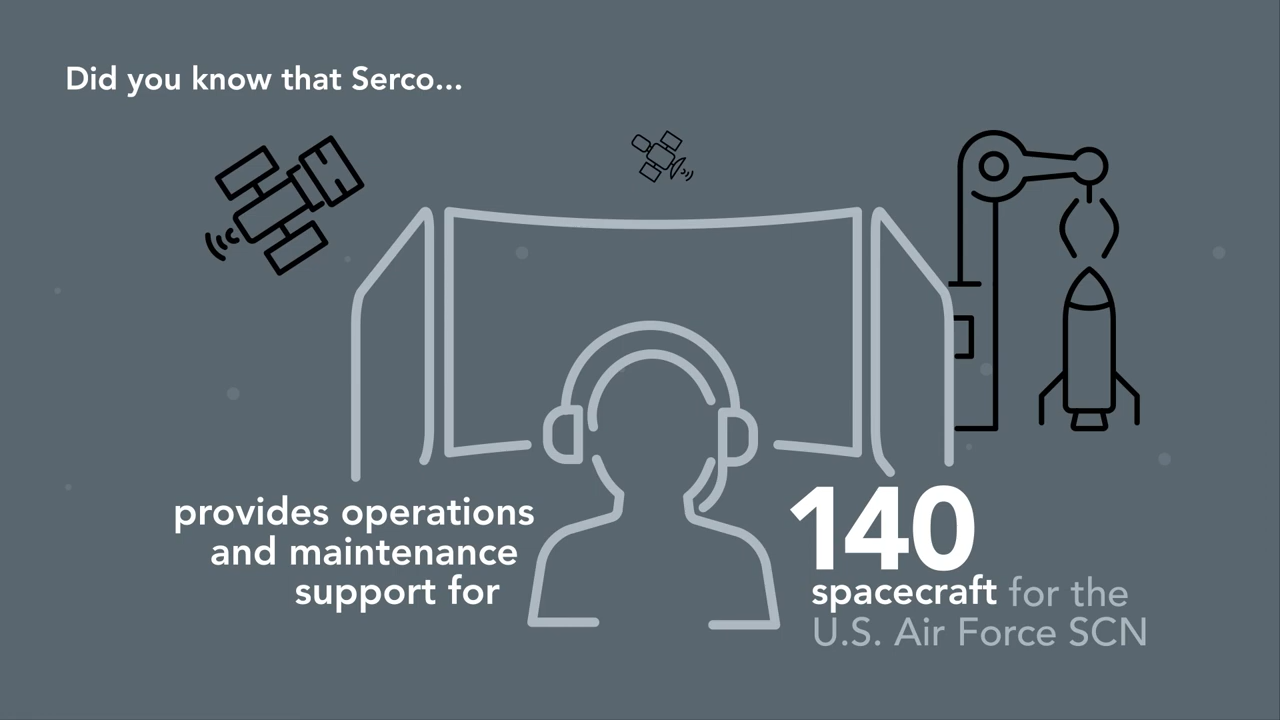 Did you know that Serco...
provides operations
and maintenance
support for
140
spacecraft for the
U.S. Air Force SCN